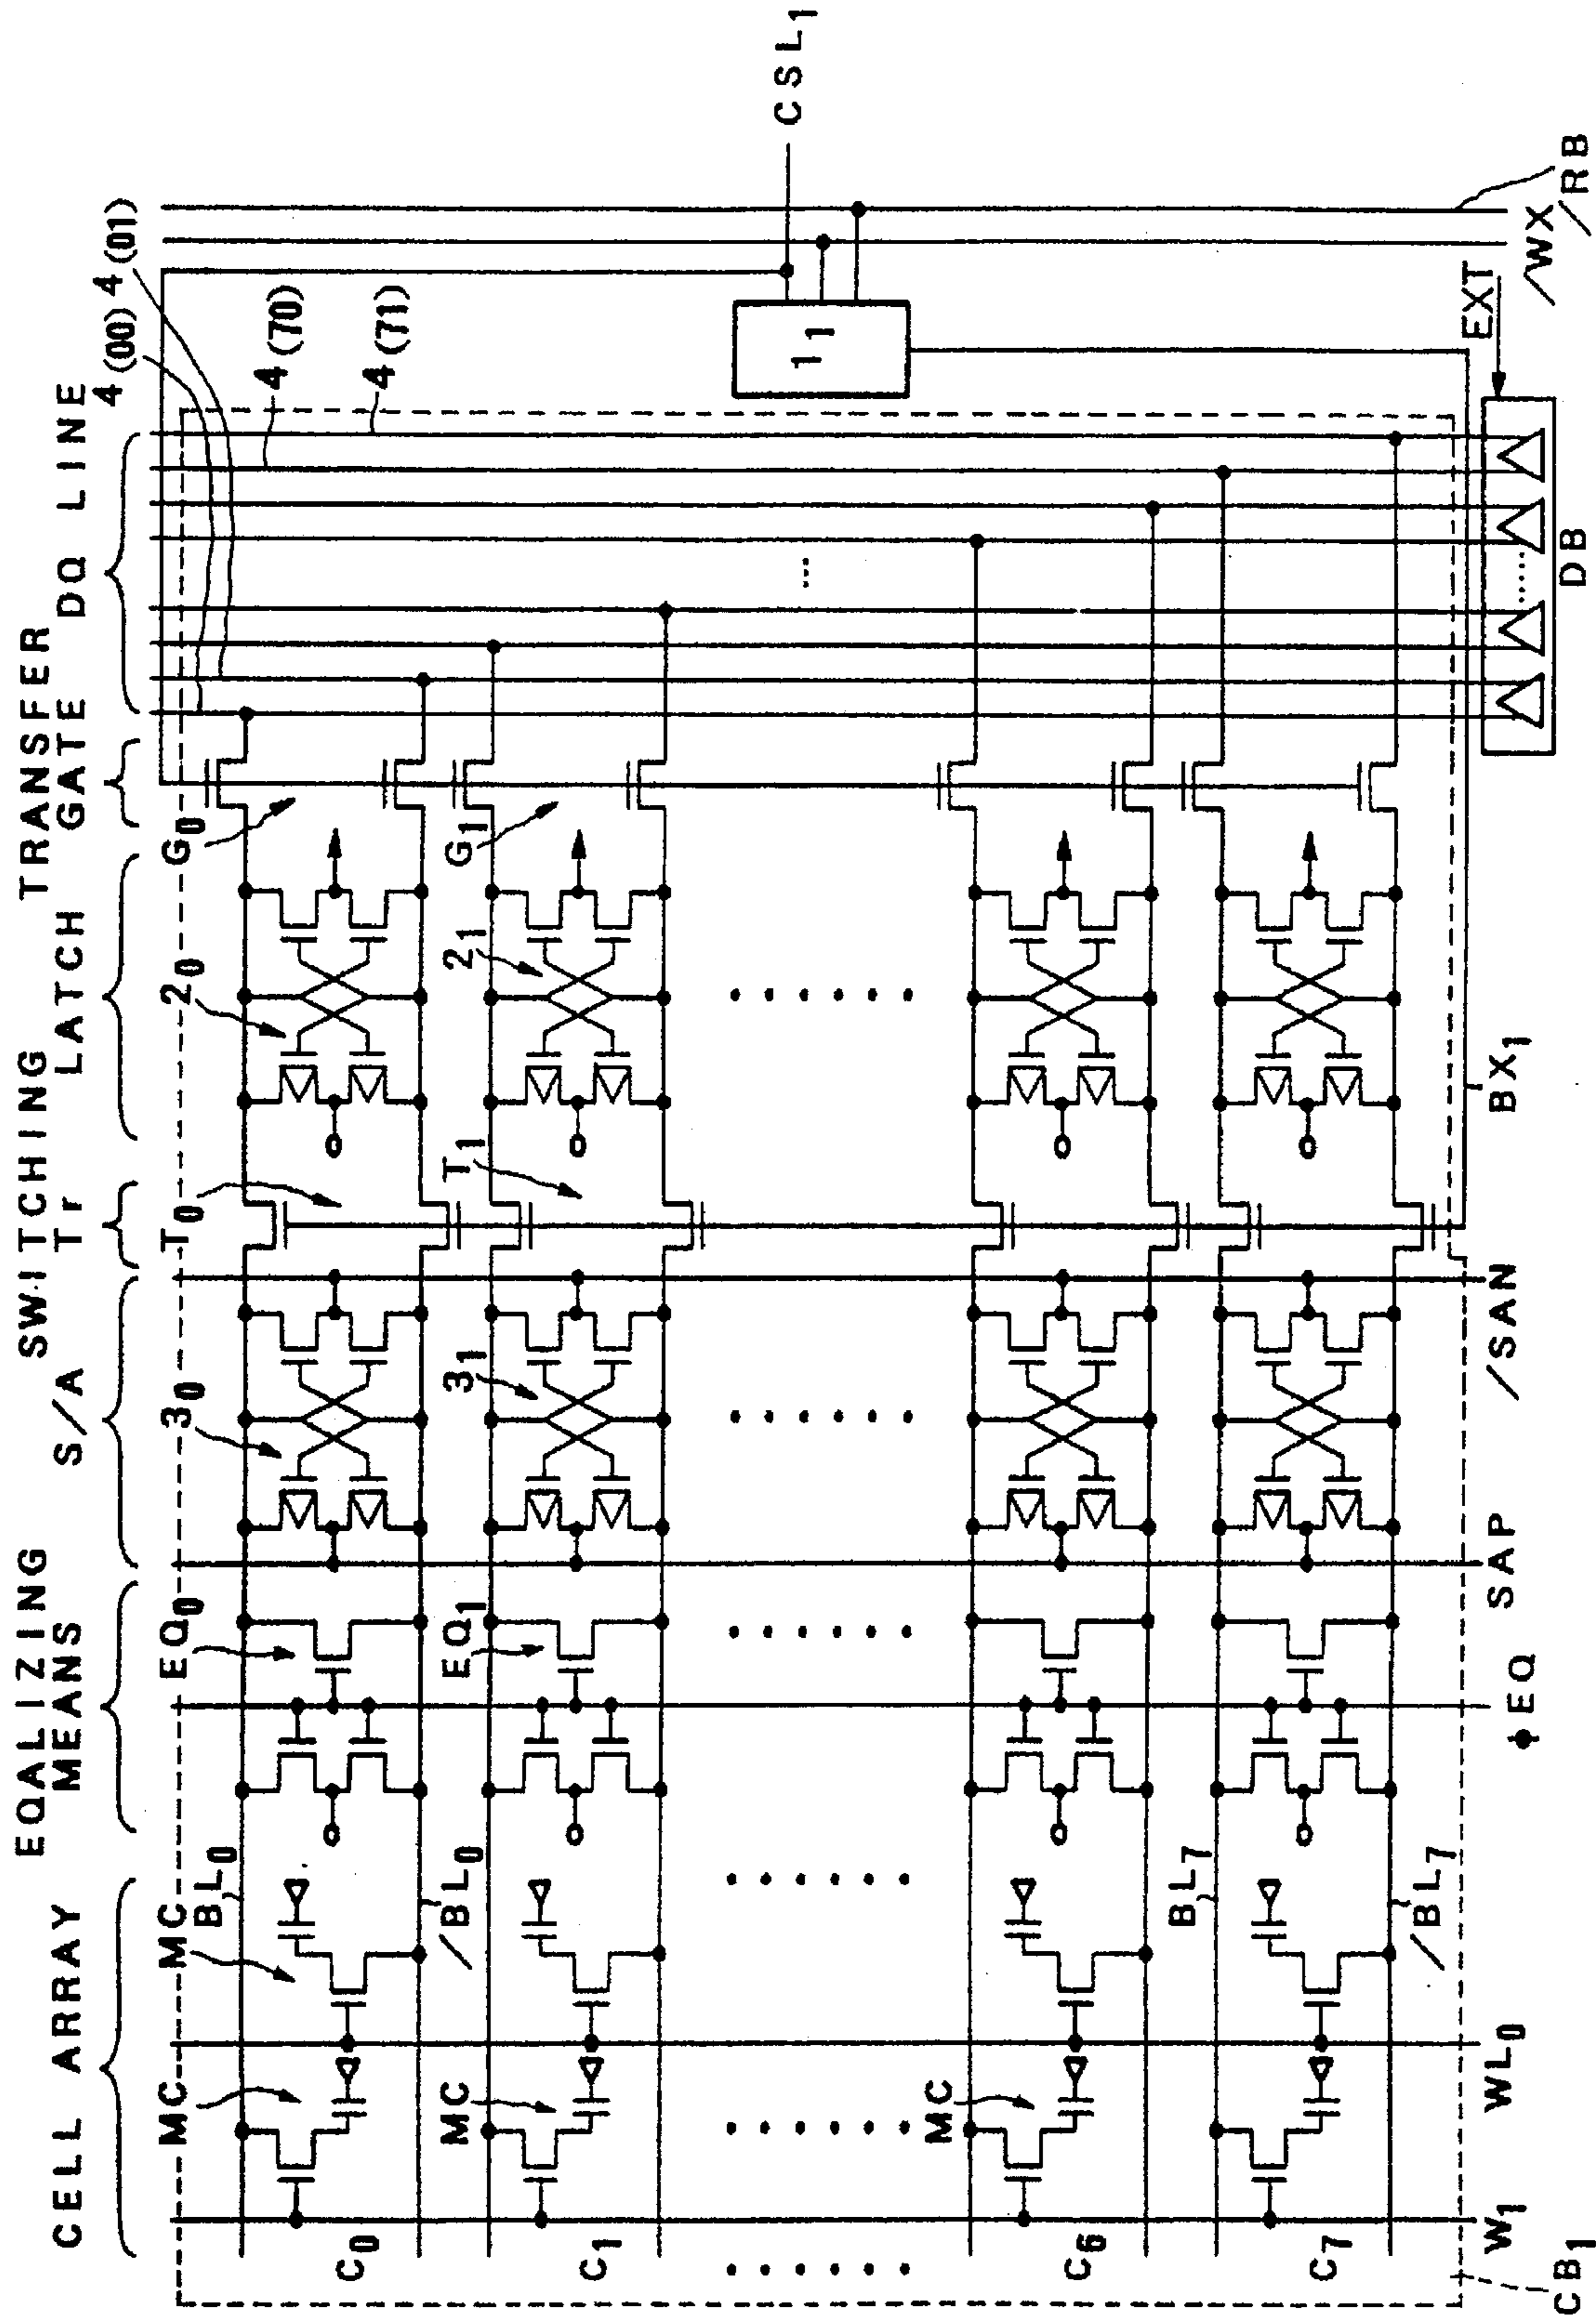 CELL ARRAY
EQALIZING
MEANS
S/A
SWITCHING
Tr
LATCH
TRANSFER
GATE
DQ LINE
4(00)
4(01)
4(70)
4(71)
CSL1
MC
MC
BL0
EQ0
30
T0
20
G0
11
C0
/BL0
MC
EQ1
31
T1
21
G1
C1
MC
C6
BL7
C7
/BL7
W1
WL0
φEQ
SAP
/SAN
BX1
DB
EXT
/WX
/RB
CB1